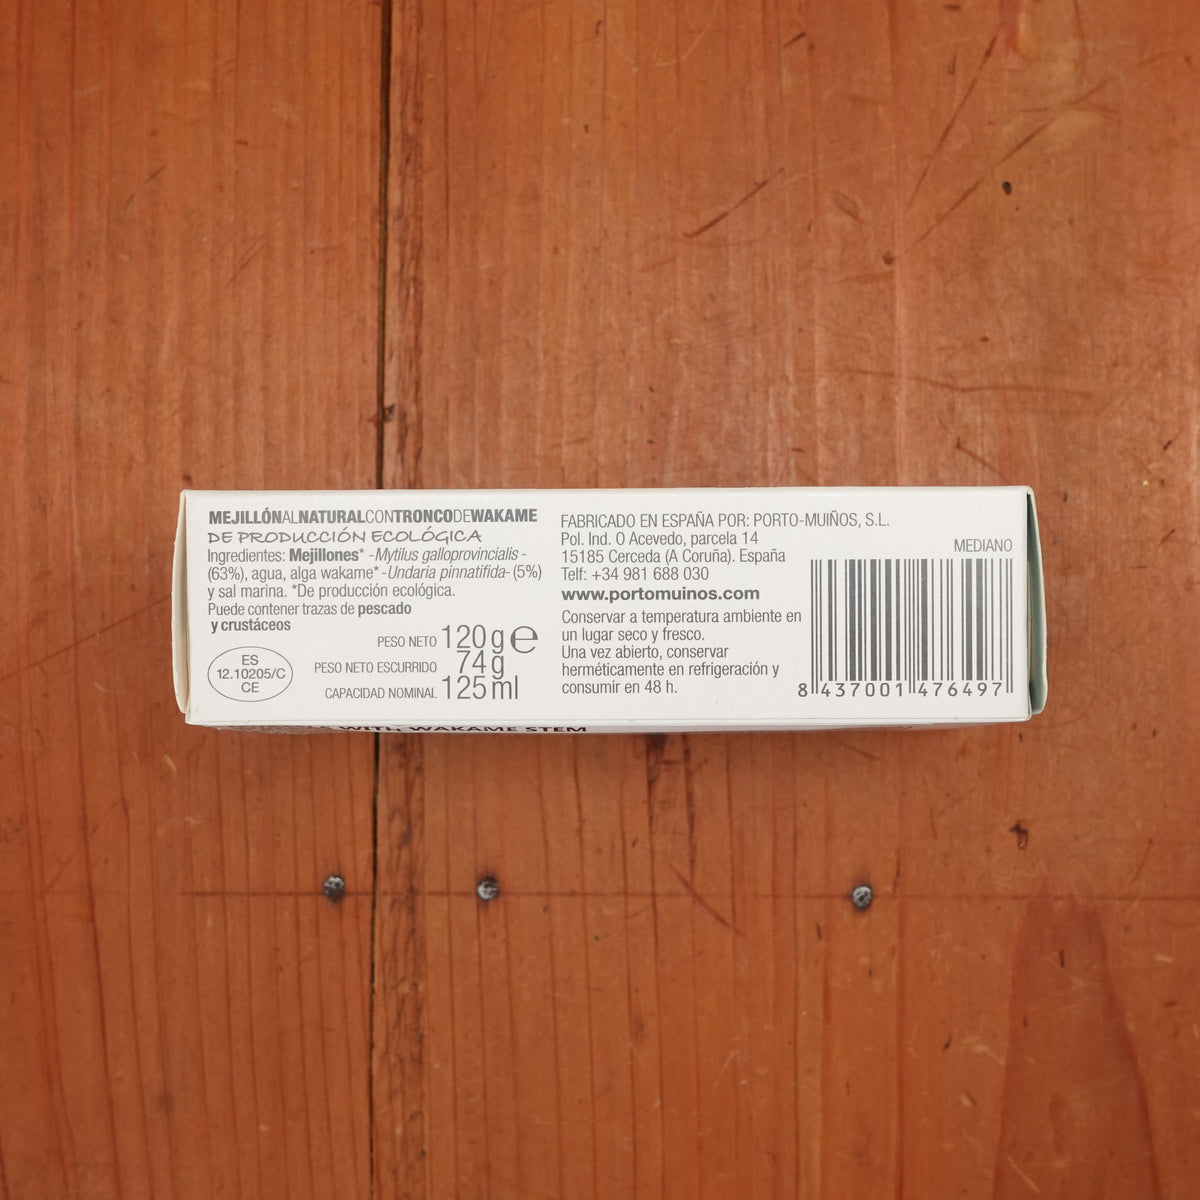 MEJILLÓNALNATURALCONTRONCODEWAKAME
DE PRODUCCIÓN ECOLÓGICA
Ingredientes: Mejillones* -Mytilus galloprovincialis -
(63%), agua, alga wakame* -Undaria pinnatifida- (5%)
y sal marina. *De producción ecológica.
Puede contener trazas de pescado
y crustáceos
ES
12.10205/C
CE
PESO NETO 120 g e
PESO NETO ESCURRIDO 74 g
CAPACIDAD NOMINAL 125 ml
FABRICADO EN ESPAÑA POR: PORTO-MUIÑOS, S.L.
Pol. Ind. O Acevedo, parcela 14
15185 Cerceda (A Coruña). España
Telf: +34 981 688 030
www.portomuinos.com
Conservar a temperatura ambiente en
un lugar seco y fresco.
Una vez abierto, conservar
herméticamente en refrigeración y
consumir en 48 h.
MEDIANO
8 437001 476497
WITH WAKAME STEM